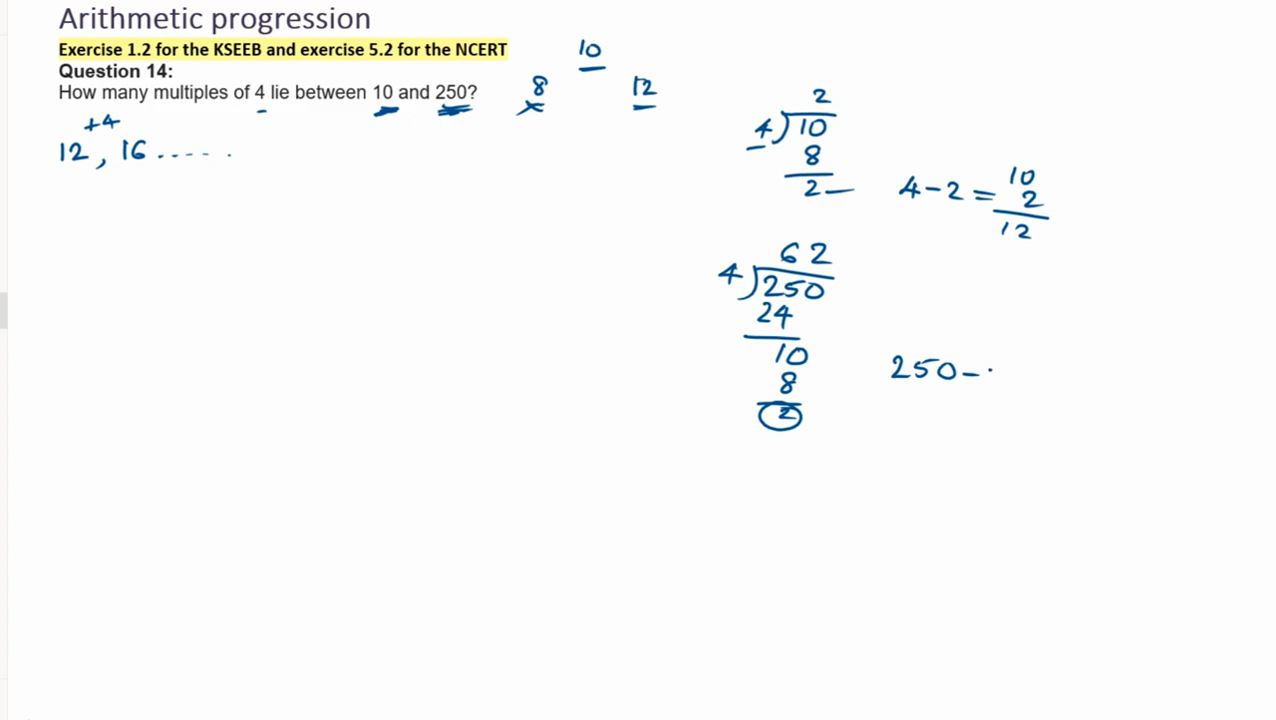 Arithmetic progression
Exercise 1.2 for the KSEEB and exercise 5.2 for the NCERT
Question 14:
How many multiples of 4 lie between 10 and 250?
10
8
12
+4
12 , 16 ..... .
2
4)10
8
2 —
4-2 = 10
2
12
62
4)250
24
10
8
2
250-.